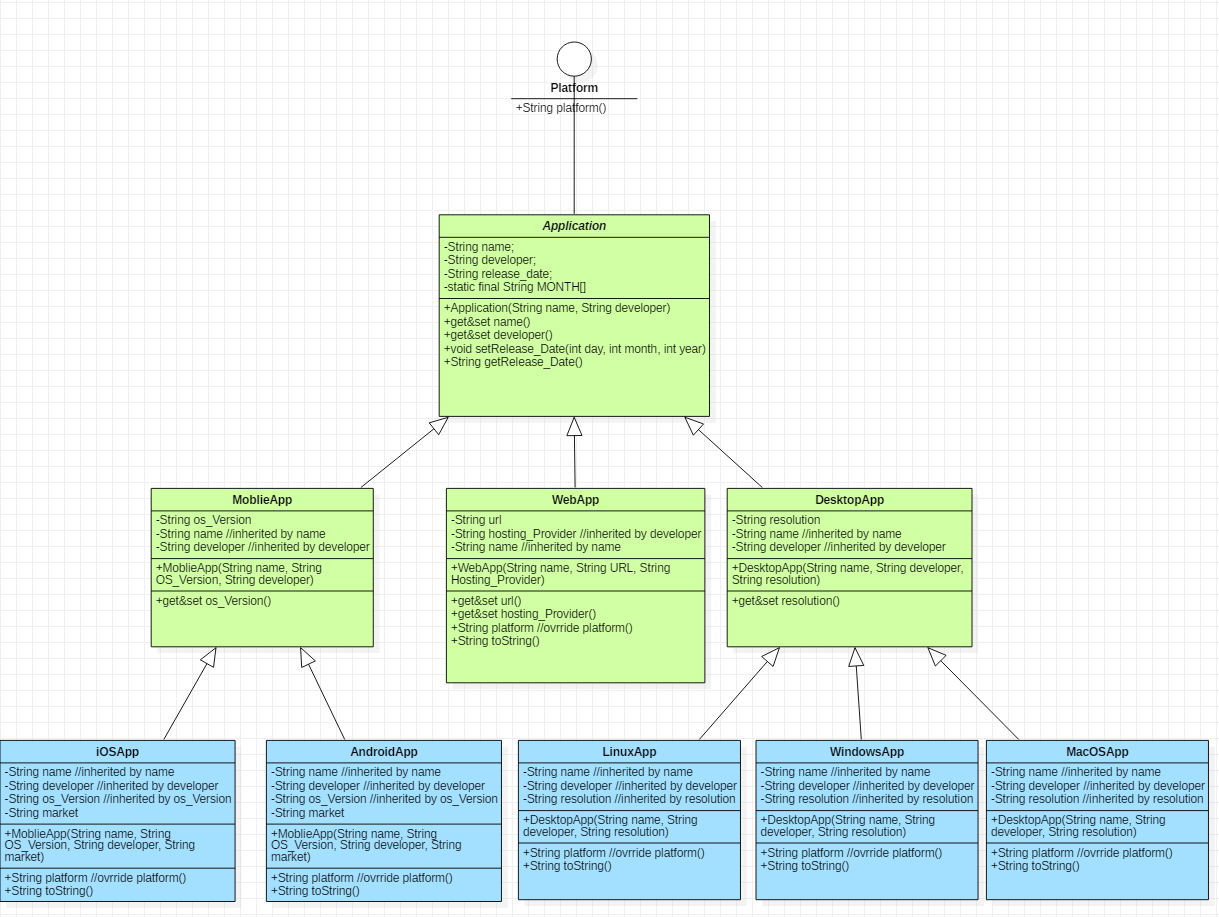 Platform
+String platform()
Application
-String name;
-String developer;
-String release_date;
-static final String MONTH[]
+Application(String name, String developer)
+get&set name()
+get&set developer()
+void setRelease_Date(int day, int month, int year)
+String getRelease_Date()
MoblieApp
-String os_Version
-String name //inherited by name
-String developer //inherited by developer
+MoblieApp(String name, String
OS_Version, String developer)
+get&set os_Version()
WebApp
-String url
-String hosting_Provider //inherited by developer
-String name //inherited by name
+WebApp(String name, String URL, String
Hosting_Provider)
+get&set url()
+get&set hosting_Provider()
+String platform //ovrride platform()
+String toString()
DesktopApp
-String resolution
-String name //inherited by name
-String developer //inherited by developer
+DesktopApp(String name, String developer,
String resolution)
+get&set resolution()
iOSApp
-String name //inherited by name
-String developer //inherited by developer
-String os_Version //inherited by os_Version
-String market
+MoblieApp(String name, String
OS_Version, String developer, String
market)
+String platform //ovrride platform()
+String toString()
AndroidApp
-String name //inherited by name
-String developer //inherited by developer
-String os_Version //inherited by os_Version
-String market
+MoblieApp(String name, String
OS_Version, String developer, String
market)
+String platform //ovrride platform()
+String toString()
LinuxApp
-String name //inherited by name
-String developer //inherited by developer
-String resolution //inherited by resolution
+DesktopApp(String name, String
developer, String resolution)
+String platform //ovrride platform()
+String toString()
WindowsApp
-String name //inherited by name
-String developer //inherited by developer
-String resolution //inherited by resolution
+DesktopApp(String name, String
developer, String resolution)
+String platform //ovrride platform()
+String toString()
MacOSApp
-String name //inherited by name
-String developer //inherited by developer
-String resolution //inherited by resolution
+DesktopApp(String name, String
developer, String resolution)
+String platform //ovrride platform()
+String toString()